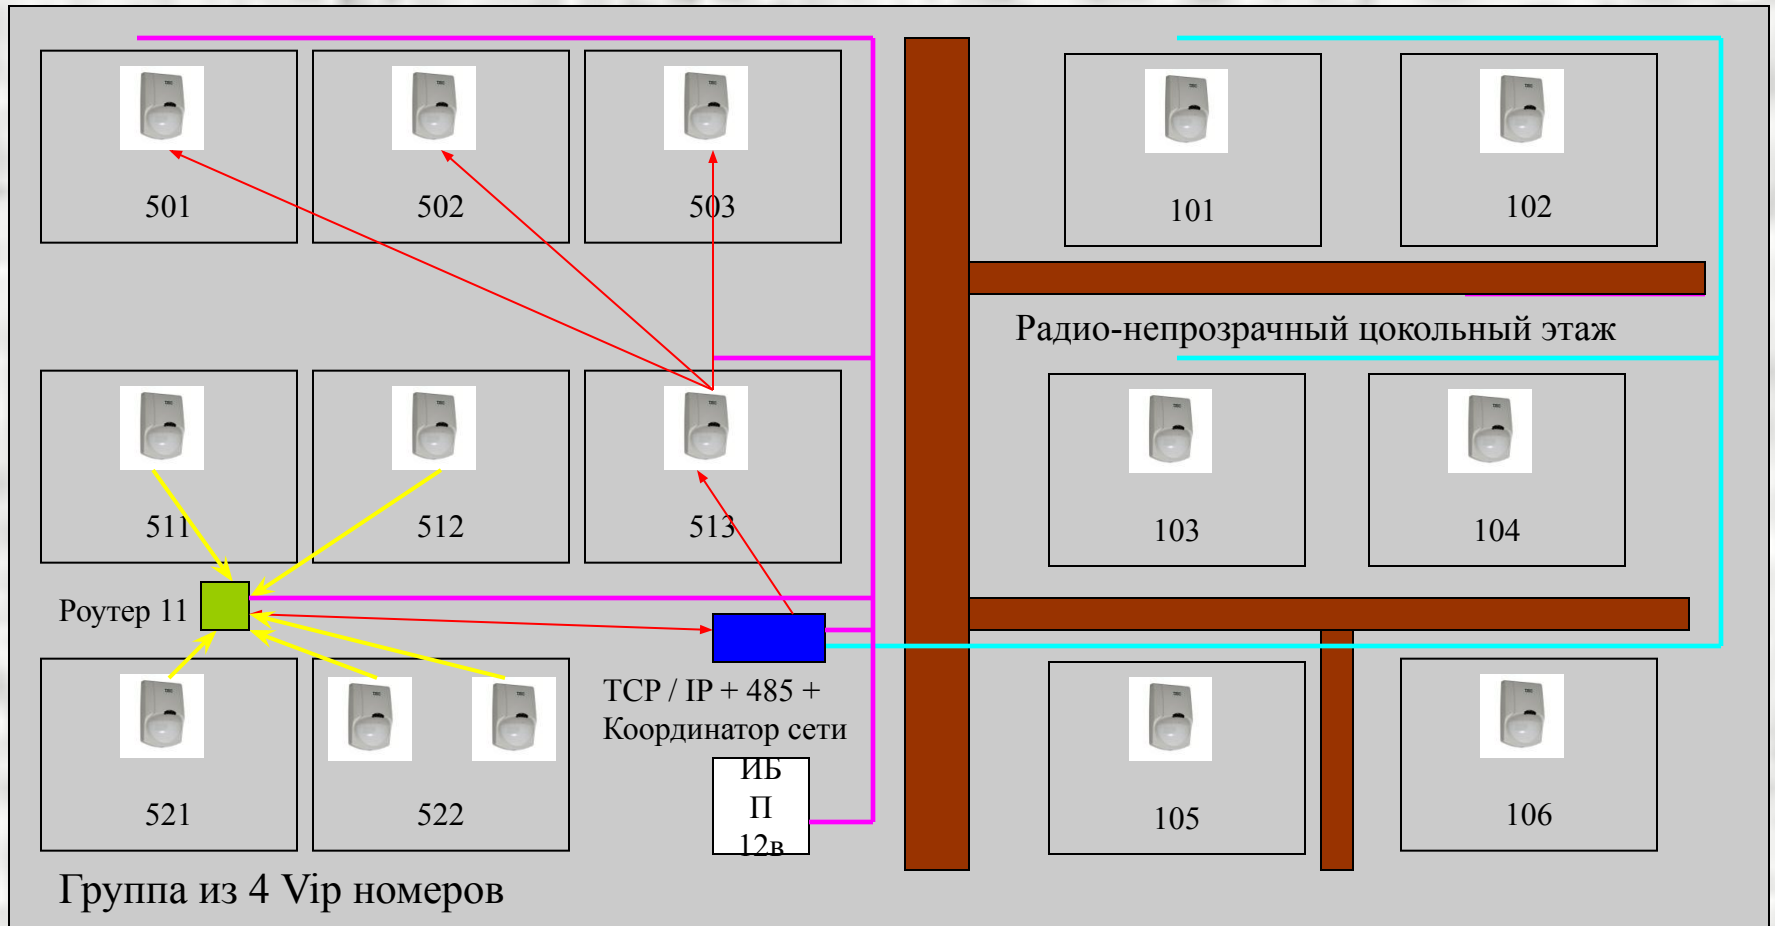 501
502
503
101
102
Радио-непрозрачный цокольный этаж
511
512
513
103
104
Роутер 11
TCP / IP + 485 +
Координатор сети
ИБ
П
12в
521
522
105
106
Группа из 4 Vip номеров